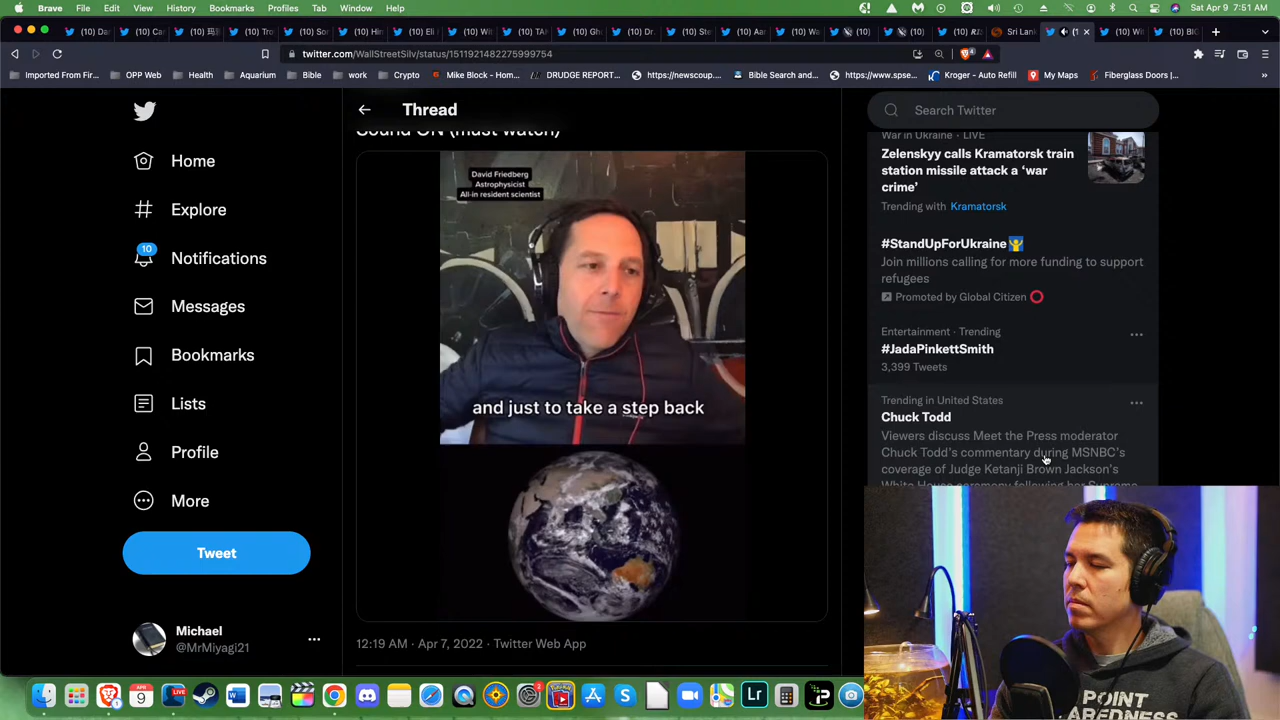 Brave File Edit View History Bookmarks Profiles Tab Window Help
Sat Apr 9 7:51 AM
twitter.com/WallStreetSilv/status/1511921482275999754
Imported From Fir... OPP Web Health Aquarium Bible work Crypto Mike Block - Hom... DRUDGE REPORT... https://newscoup... Bible Search and... https://www.spse... Kroger - Auto Refill My Maps Fiberglass Doors |...
Thread
Search Twitter
Sound ON (must watch)
Home
Explore
10
Notifications
Messages
Bookmarks
Lists
Profile
More
Tweet
Michael
@MrMiyagi21
David Friedberg
Astrophysicist
All-in resident scientist
and just to take a step back
12:19 AM · Apr 7, 2022 · Twitter Web App
War in Ukraine · LIVE
Zelenskyy calls Kramatorsk train
station missile attack a ‘war
crime’
Trending with Kramatorsk
#StandUpForUkraine
Join millions calling for more funding to support
refugees
Promoted by Global Citizen
Entertainment · Trending
#JadaPinkettSmith
3,399 Tweets
Trending in United States
Chuck Todd
Viewers discuss Meet the Press moderator
Chuck Todd’s commentary during MSNBC’s
coverage of Judge Ketanji Brown Jackson’s
White House ceremony following her Supreme
POINT